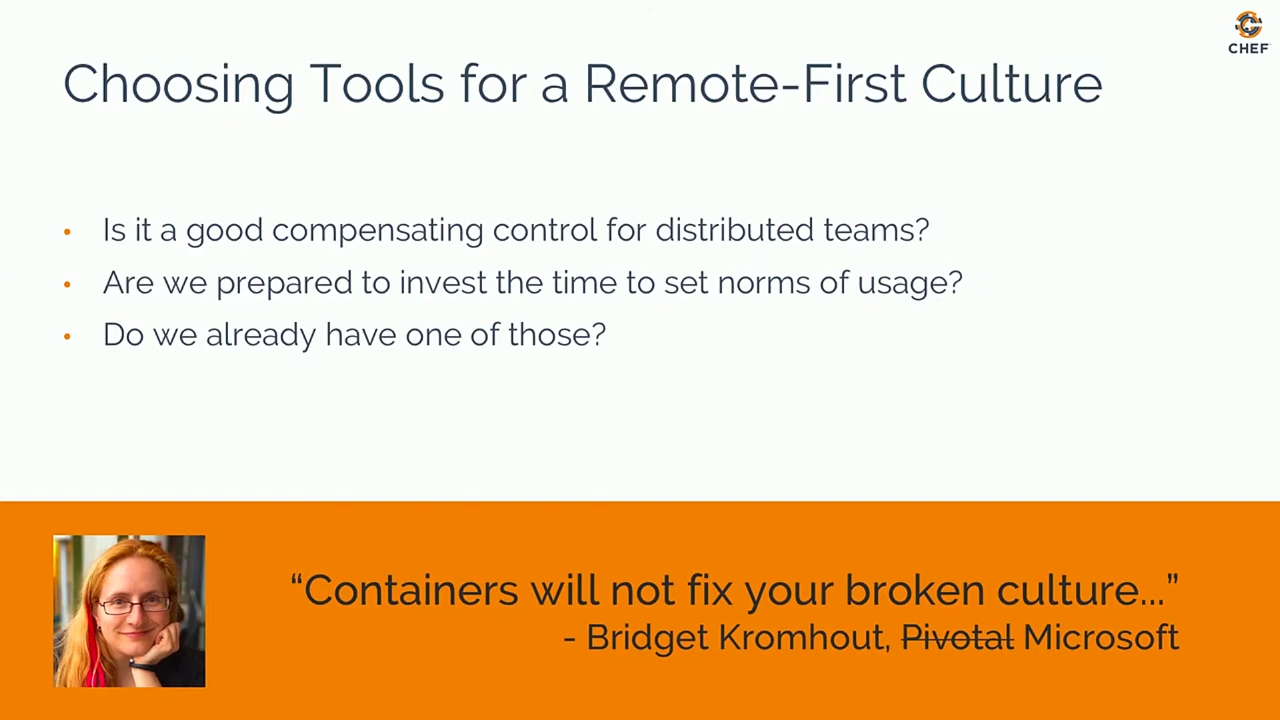 CHEF
Choosing Tools for a Remote-First Culture
• Is it a good compensating control for distributed teams?
• Are we prepared to invest the time to set norms of usage?
• Do we already have one of those?
“Containers will not fix your broken culture...”
- Bridget Kromhout, Pivotal Microsoft